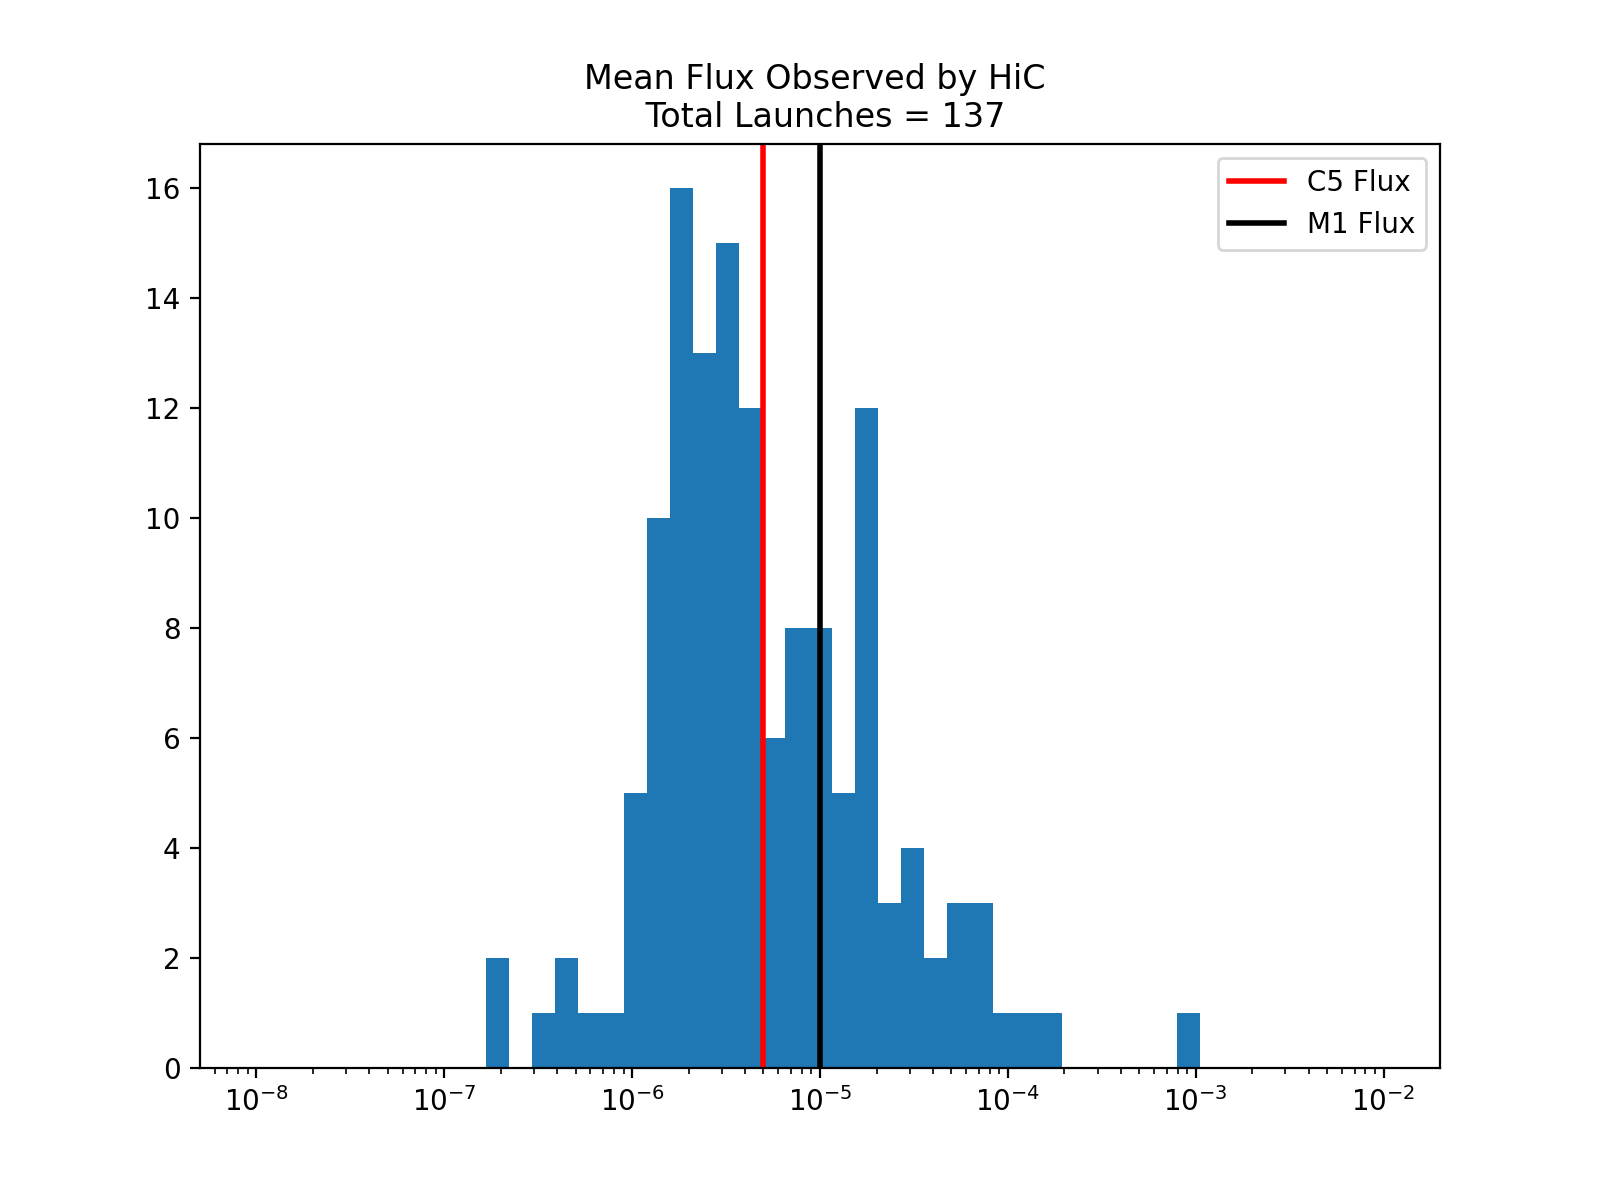 Mean Flux Observed by HiC
Total Launches = 137
C5 Flux
M1 Flux
16
14
12
10
8
6
4
2
0
10⁻⁸ 10⁻⁷ 10⁻⁶ 10⁻⁵ 10⁻⁴ 10⁻³ 10⁻²